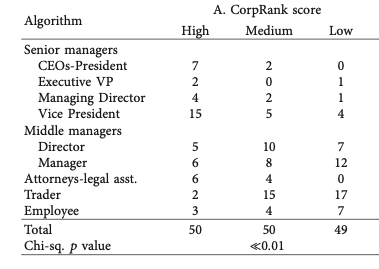 A. CorpRank score
Algorithm
High Medium Low
Senior managers
CEOs-President 7 2 0
Executive VP 2 0 1
Managing Director 4 2 1
Vice President 15 5 4
Middle managers
Director 5 10 7
Manager 6 8 12
Attorneys-legal asst. 6 4 0
Trader 2 15 17
Employee 3 4 7
Total 50 50 49
Chi-sq. p value ≪0.01